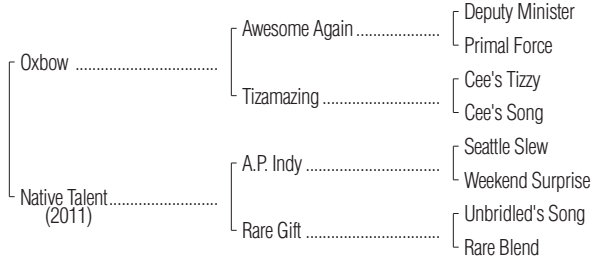 Deputy Minister
Awesome Again ....................
Primal Force
Oxbow ..................................
Cee's Tizzy
Tizamazing ...........................
Cee's Song
Seattle Slew
A.P. Indy ................................
Weekend Surprise
Native Talent..........................
(2011)
Unbridled's Song
Rare Gift ................................
Rare Blend